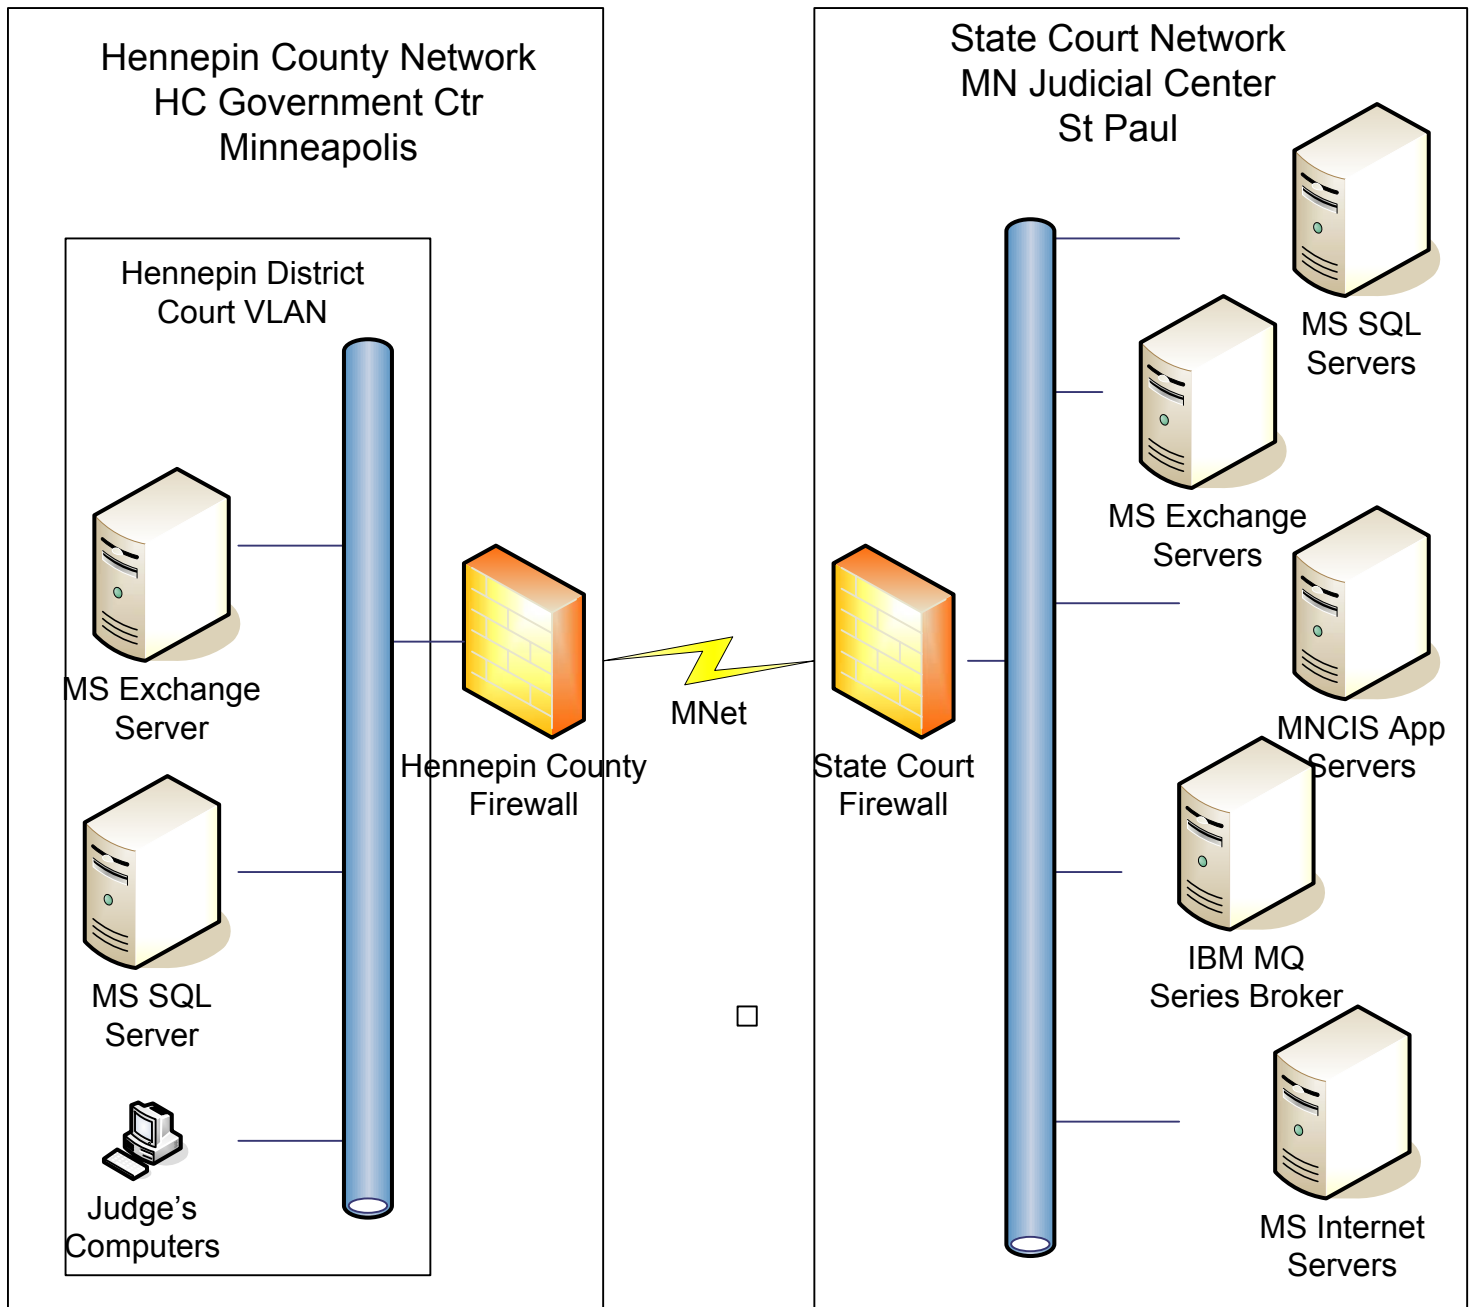 Hennepin County Network
HC Government Ctr
Minneapolis
Hennepin District
Court VLAN
MS Exchange
Server
MS SQL
Server
Judge's
Computers
Hennepin County
Firewall
MNet
State Court Network
MN Judicial Center
St Paul
State Court
Firewall
MS SQL
Servers
MS Exchange
Servers
MNCIS App
Servers
IBM MQ
Series Broker
MS Internet
Servers